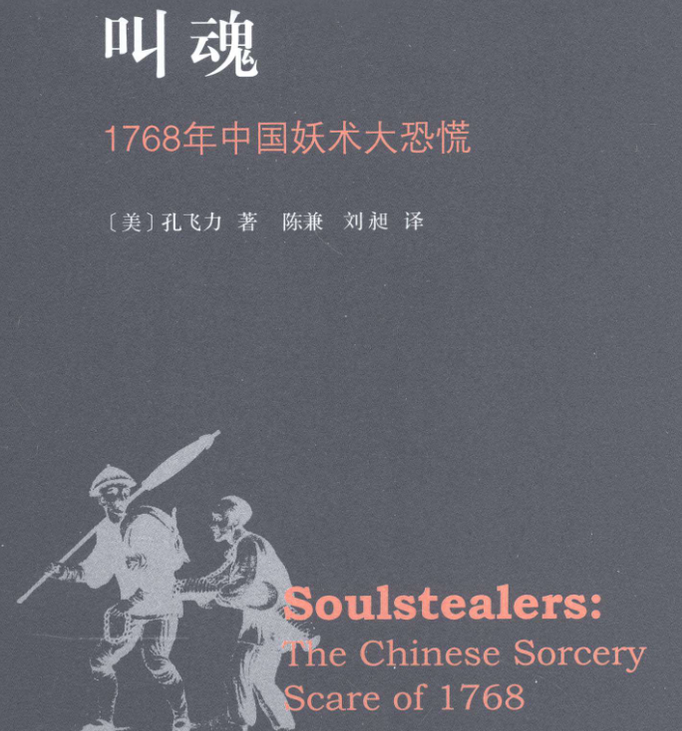 叫魂
1768年中国妖术大恐慌
〔美〕孔飞力 著 陈兼 刘昶 译
Soulstealers:
The Chinese Sorcery
Scare of 1768